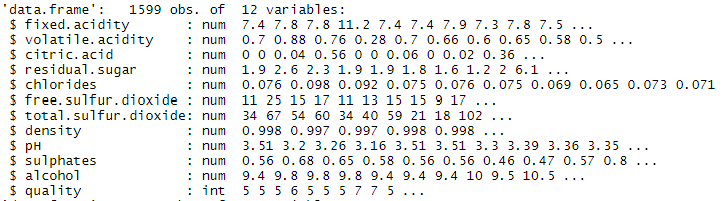 'data.frame':   1599 obs. of  12 variables:
 $ fixed.acidity       : num  7.4 7.8 7.8 11.2 7.4 7.4 7.9 7.3 7.8 7.5 ...
 $ volatile.acidity    : num  0.7 0.88 0.76 0.28 0.7 0.66 0.6 0.65 0.58 0.5 ...
 $ citric.acid         : num  0 0 0.04 0.56 0 0 0.06 0 0.02 0.36 ...
 $ residual.sugar      : num  1.9 2.6 2.3 1.9 1.9 1.8 1.6 1.2 2 6.1 ...
 $ chlorides           : num  0.076 0.098 0.092 0.075 0.076 0.075 0.069 0.065 0.073 0.071
 $ free.sulfur.dioxide : num  11 25 15 17 11 13 15 15 9 17 ...
 $ total.sulfur.dioxide: num  34 67 54 60 34 40 59 21 18 102 ...
 $ density             : num  0.998 0.997 0.997 0.998 0.998 ...
 $ pH                  : num  3.51 3.2 3.26 3.16 3.51 3.51 3.3 3.39 3.36 3.35 ...
 $ sulphates           : num  0.56 0.68 0.65 0.58 0.56 0.56 0.46 0.47 0.57 0.8 ...
 $ alcohol             : num  9.4 9.8 9.8 9.8 9.4 9.4 9.4 10 9.5 10.5 ...
 $ quality             : int  5 5 5 6 5 5 5 7 7 5 ...